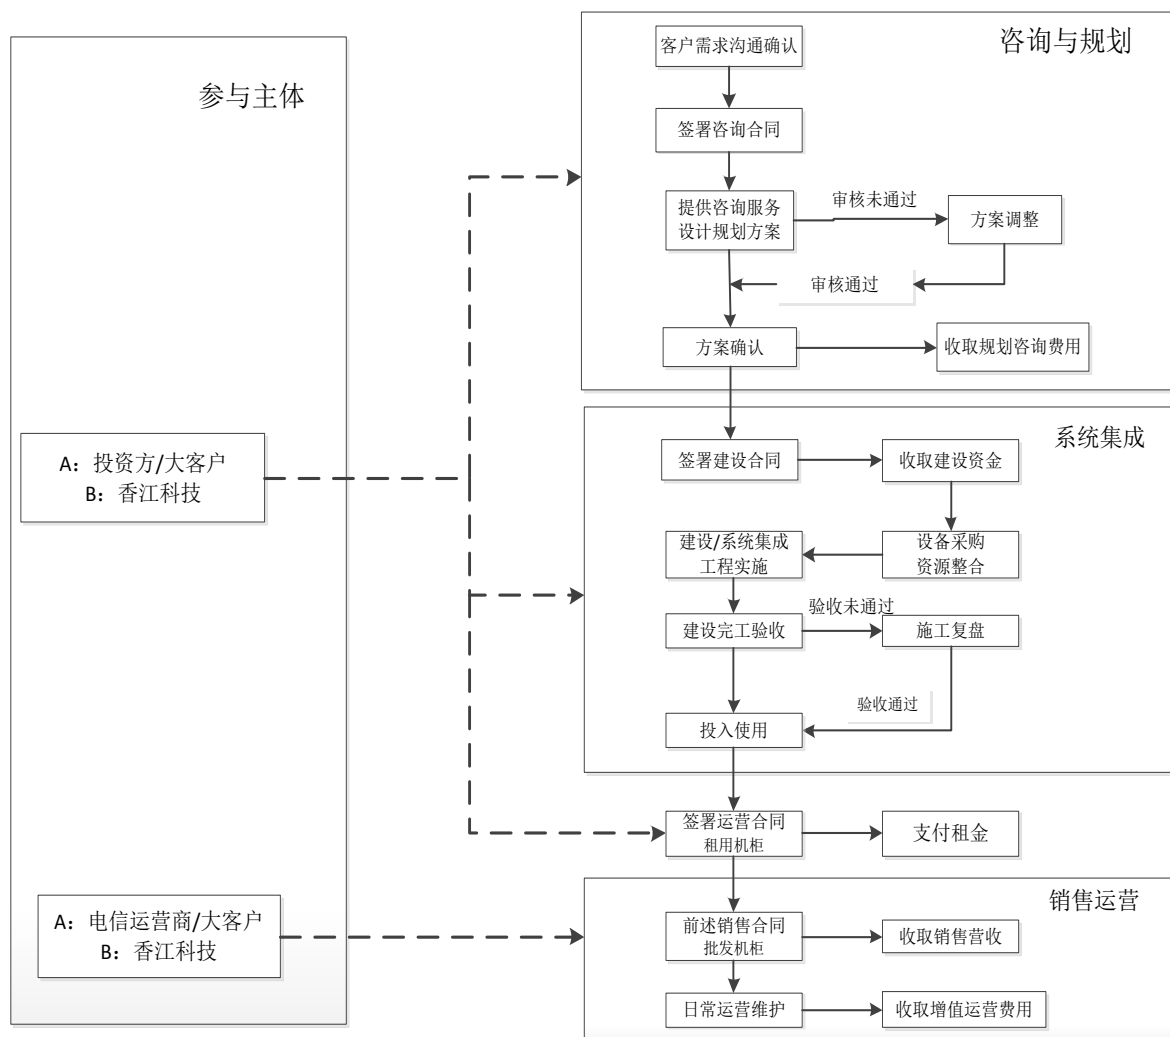 参与主体
A：投资方/大客户
B：香江科技
A：电信运营商/大客户
B：香江科技
咨询与规划
客户需求沟通确认
签署咨询合同
提供咨询服务
设计规划方案
审核未通过
方案调整
审核通过
方案确认
收取规划咨询费用
系统集成
签署建设合同
收取建设资金
建设/系统集成
工程实施
设备采购
资源整合
建设完工验收
验收未通过
施工复盘
验收通过
投入使用
签署运营合同
租用机柜
支付租金
销售运营
前述销售合同
批发机柜
收取销售营收
日常运营维护
收取增值运营费用